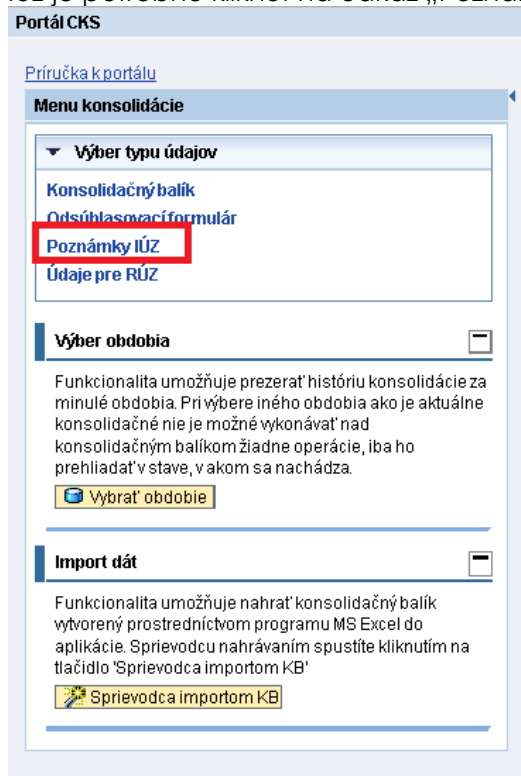 Portál CKS
Príručka k portálu
Menu konsolidácie
Výber typu údajov
Konsolidačný balík
Odsúhlasovací formulár
Poznámky IÚZ
Údaje pre RÚZ
Výber obdobia
Funkcionalita umožňuje prezerať históriu konsolidácie za
minulé obdobia. Pri výbere iného obdobia ako je aktuálne
konsolidačné nie je možné vykonávať nad
konsolidačným balíkom žiadne operácie, iba ho
prehliadať v stave, v akom sa nachádza.
Vybrať obdobie
Import dát
Funkcionalita umožňuje nahrať konsolidačný balík
vytvorený prostredníctvom programu MS Excel do
aplikácie. Sprievodcu nahrávaním spustíte kliknutím na
tlačidlo 'Sprievodca importom KB'
Sprievodca importom KB